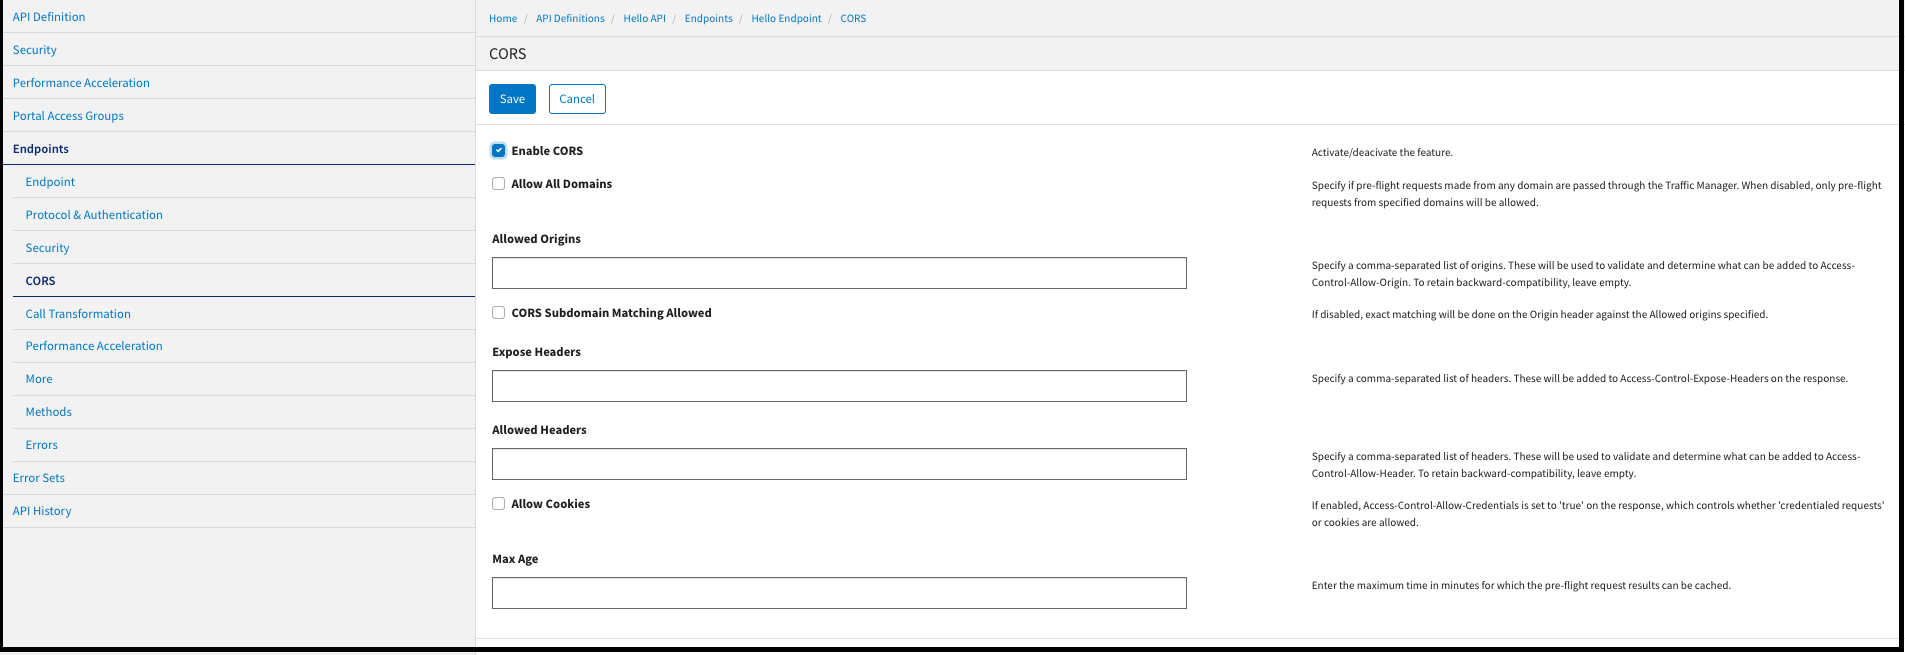 API Definition
Security
Performance Acceleration
Portal Access Groups
Endpoints
Endpoint
Protocol & Authentication
Security
CORS
Call Transformation
Performance Acceleration
More
Methods
Errors
Error Sets
API History
Home / API Definitions / Hello API / Endpoints / Hello Endpoint / CORS
CORS
Save Cancel
Enable CORS
Activate/deacivate the feature.
Allow All Domains
Specify if pre-flight requests made from any domain are passed through the Traffic Manager. When disabled, only pre-flight
requests from specified domains will be allowed.
Allowed Origins
Specify a comma-separated list of origins. These will be used to validate and determine what can be added to Access-
Control-Allow-Origin. To retain backward-compatibility, leave empty.
CORS Subdomain Matching Allowed
If disabled, exact matching will be done on the Origin header against the Allowed origins specified.
Expose Headers
Specify a comma-separated list of headers. These will be added to Access-Control-Expose-Headers on the response.
Allowed Headers
Specify a comma-separated list of headers. These will be used to validate and determine what can be added to Access-
Control-Allow-Header. To retain backward-compatibility, leave empty.
Allow Cookies
If enabled, Access-Control-Allow-Credentials is set to 'true' on the response, which controls whether 'credentialed requests'
or cookies are allowed.
Max Age
Enter the maximum time in minutes for which the pre-flight request results can be cached.